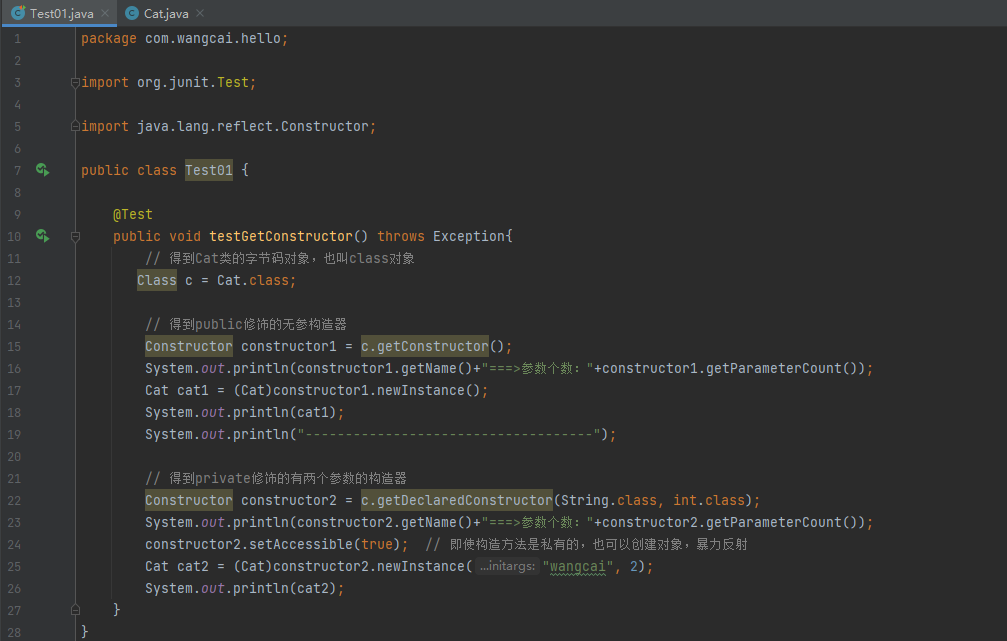 Test01.java
Cat.java
1 package com.wangcai.hello;
2
3 import org.junit.Test;
4
5 import java.lang.reflect.Constructor;
6
7 public class Test01 {
8
9 @Test
10 public void testGetConstructor() throws Exception{
11 // 得到Cat类的字节码对象，也叫class对象
12 Class c = Cat.class;
13
14 // 得到public修饰的无参构造器
15 Constructor constructor1 = c.getConstructor();
16 System.out.println(constructor1.getName()+"===>参数个数："+constructor1.getParameterCount());
17 Cat cat1 = (Cat)constructor1.newInstance();
18 System.out.println(cat1);
19 System.out.println("------------------------------------");
20
21 // 得到private修饰的有两个参数的构造器
22 Constructor constructor2 = c.getDeclaredConstructor(String.class, int.class);
23 System.out.println(constructor2.getName()+"===>参数个数："+constructor2.getParameterCount());
24 constructor2.setAccessible(true); // 即使构造方法是私有的，也可以创建对象，暴力反射
25 Cat cat2 = (Cat)constructor2.newInstance( ...initargs: "wangcai", 2);
26 System.out.println(cat2);
27 }
28 }